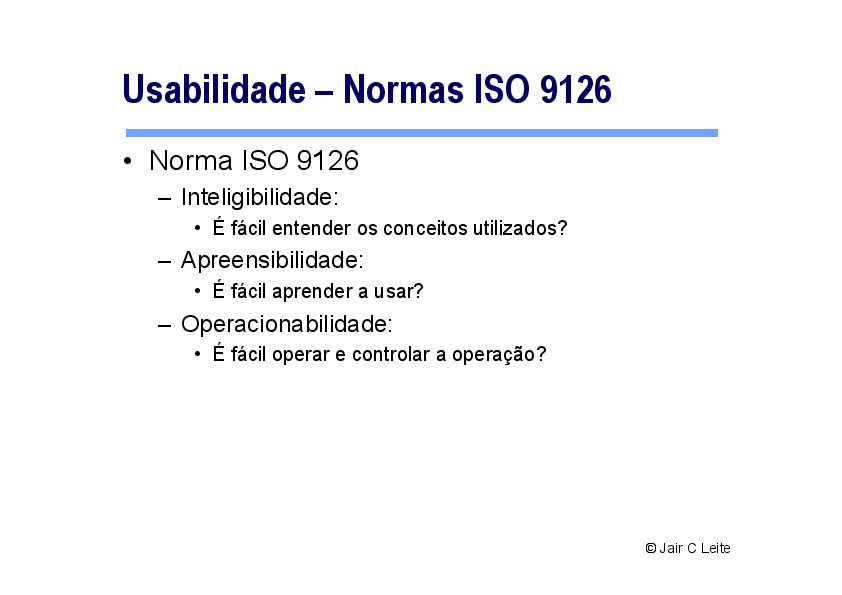 Usabilidade – Normas ISO 9126
• Norma ISO 9126
– Inteligibilidade:
• É fácil entender os conceitos utilizados?
– Apreensibilidade:
• É fácil aprender a usar?
– Operacionabilidade:
• É fácil operar e controlar a operação?
© Jair C Leite